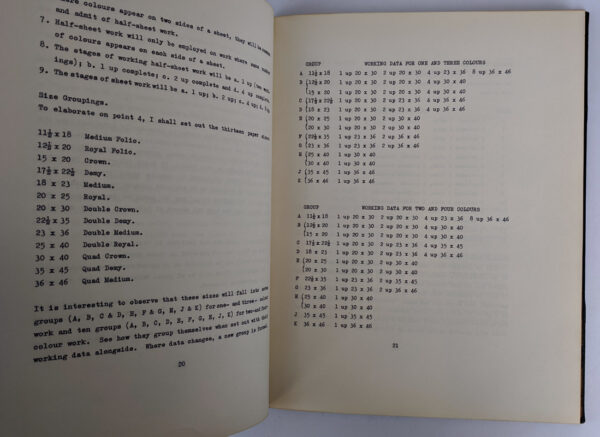 where colours appear on two sides of a sheet, they will be
and admit of half-sheet work.
7. Half-sheet work will only be employed on work where same number
of colours appears on each side of a sheet.
8. The stages of working half-sheet work will be a. 1 up
ings); b. 1 up complete; c. 2 up complete and d. 4 up complete.
9. The stages of sheet work will be a. 1 up; b. 2 up; c. 4 up; d. 8 up.
Size Groupings.
To elaborate on point 4, I shall set out the thirteen paper sizes:
11½ x 18 Medium Folio.
12½ x 20 Royal Folio.
15 x 20 Crown.
17½ x 22½ Demy.
18 x 23 Medium.
20 x 25 Royal.
20 x 30 Double Crown.
22½ x 35 Double Demy.
23 x 36 Double Medium.
25 x 40 Double Royal.
30 x 40 Quad Crown.
35 x 45 Quad Demy.
36 x 46 Quad Medium.
It is interesting to observe that these sizes will fall into
groups (A, B, C & D, E, F & G, H, J & K) for one- and three- colour
work and ten groups (A, B, C, D, E, F, G, H, J, K) for two-and four
colour work. See how they group themselves when set out with their
working data alongside. Where data changes, a new group is formed.
20
GROUP WORKING DATA FOR ONE AND THREE COLOURS
A 11½ x 18 1 up 20 x 30 2 up 20 x 30 4 up 23 x 36 8 up 36 x 46
B (12½ x 20 1 up 20 x 30 2 up 20 x 30 4 up 30 x 40
(15 x 20 1 up 20 x 30 2 up 20 x 30 4 up 30 x 40
C (17½ x 22½ 1 up 20 x 30 2 up 23 x 36 4 up 36 x 46
D (18 x 23 1 up 20 x 30 2 up 23 x 36 4 up 36 x 46
E (20 x 25 1 up 20 x 30 2 up 30 x 40
(20 x 30 1 up 20 x 30 2 up 30 x 40
F (22½ x 35 1 up 23 x 36 2 up 36 x 46
G (23 x 36 1 up 23 x 36 2 up 36 x 46
H (25 x 40 1 up 30 x 40
(30 x 40 1 up 30 x 40
J (35 x 45 1 up 36 x 46
K (36 x 46 1 up 36 x 46
GROUP WORKING DATA FOR TWO AND FOUR COLOURS
A 11½ x 18 1 up 20 x 30 2 up 20 x 30 4 up 23 x 36 8 up 36 x 46
B (12½ x 20 1 up 20 x 30 2 up 20 x 30 4 up 30 x 40
(15 x 20 1 up 20 x 30 2 up 20 x 30 4 up 30 x 40
C 17½ x 22½ 1 up 20 x 30 2 up 23 x 36 4 up 35 x 45
D 18 x 23 1 up 20 x 30 2 up 23 x 36 4 up 36 x 46
E (20 x 25 1 up 20 x 30 2 up 30 x 40
(20 x 30 1 up 20 x 30 2 up 30 x 40
F 22½ x 35 1 up 23 x 36 2 up 35 x 45
G 23 x 36 1 up 23 x 36 2 up 36 x 46
H (25 x 40 1 up 30 x 40
(30 x 40 1 up 30 x 40
J 35 x 45 1 up 35 x 45
K 36 x 46 1 up 36 x 46
21